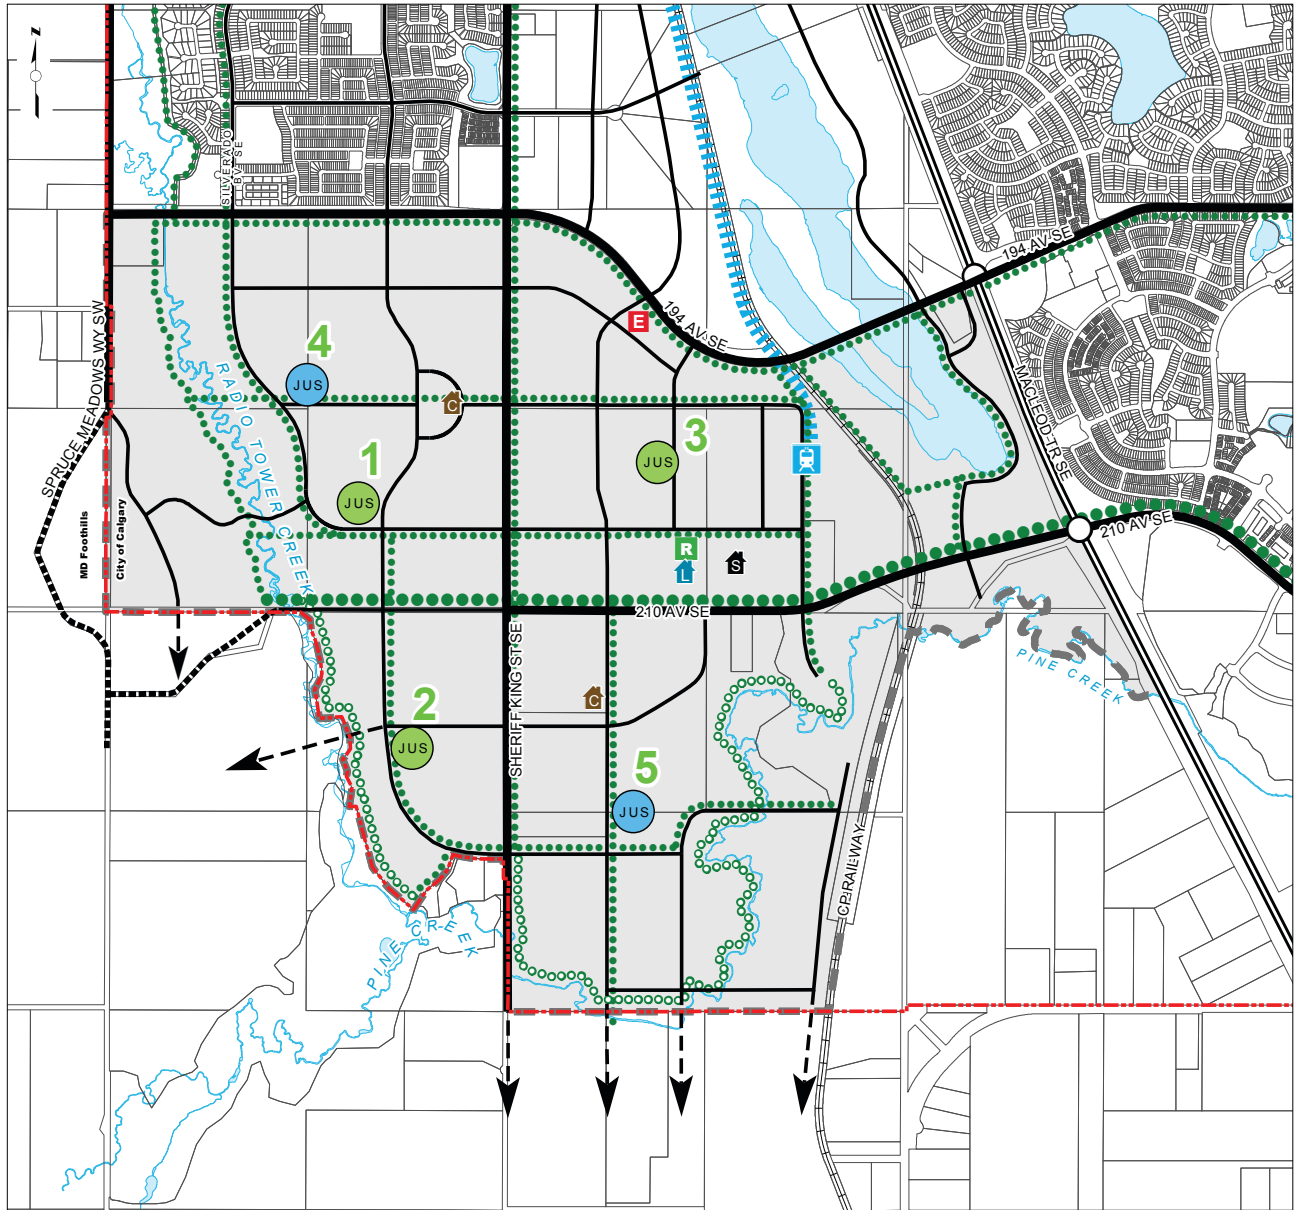 N
SILVERADO
BV SE
194 AV SE
SPRUCE MEADOWS WY SW
E
194 AV SE
4
JUS
RADIO TOWER CREEK
C
MACLEOD TR SE
1
JUS
3
JUS
MD Foothills
City of Calgary
210 AV SE
R
L
S
210 AV SE
SHERIFF KING ST SE
PINE CREEK
C
2
JUS
5
JUS
CP RAILWAY
PINE CREEK